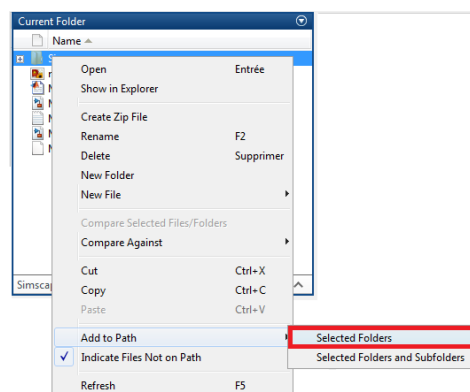 Current Folder
Name
Open Entrée
Show in Explorer
Create Zip File
Rename F2
Delete Supprimer
New Folder
New File
Compare Selected Files/Folders
Compare Against
Cut Ctrl+X
Copy Ctrl+C
Paste Ctrl+V
Add to Path
Selected Folders
Indicate Files Not on Path
Selected Folders and Subfolders
Refresh F5